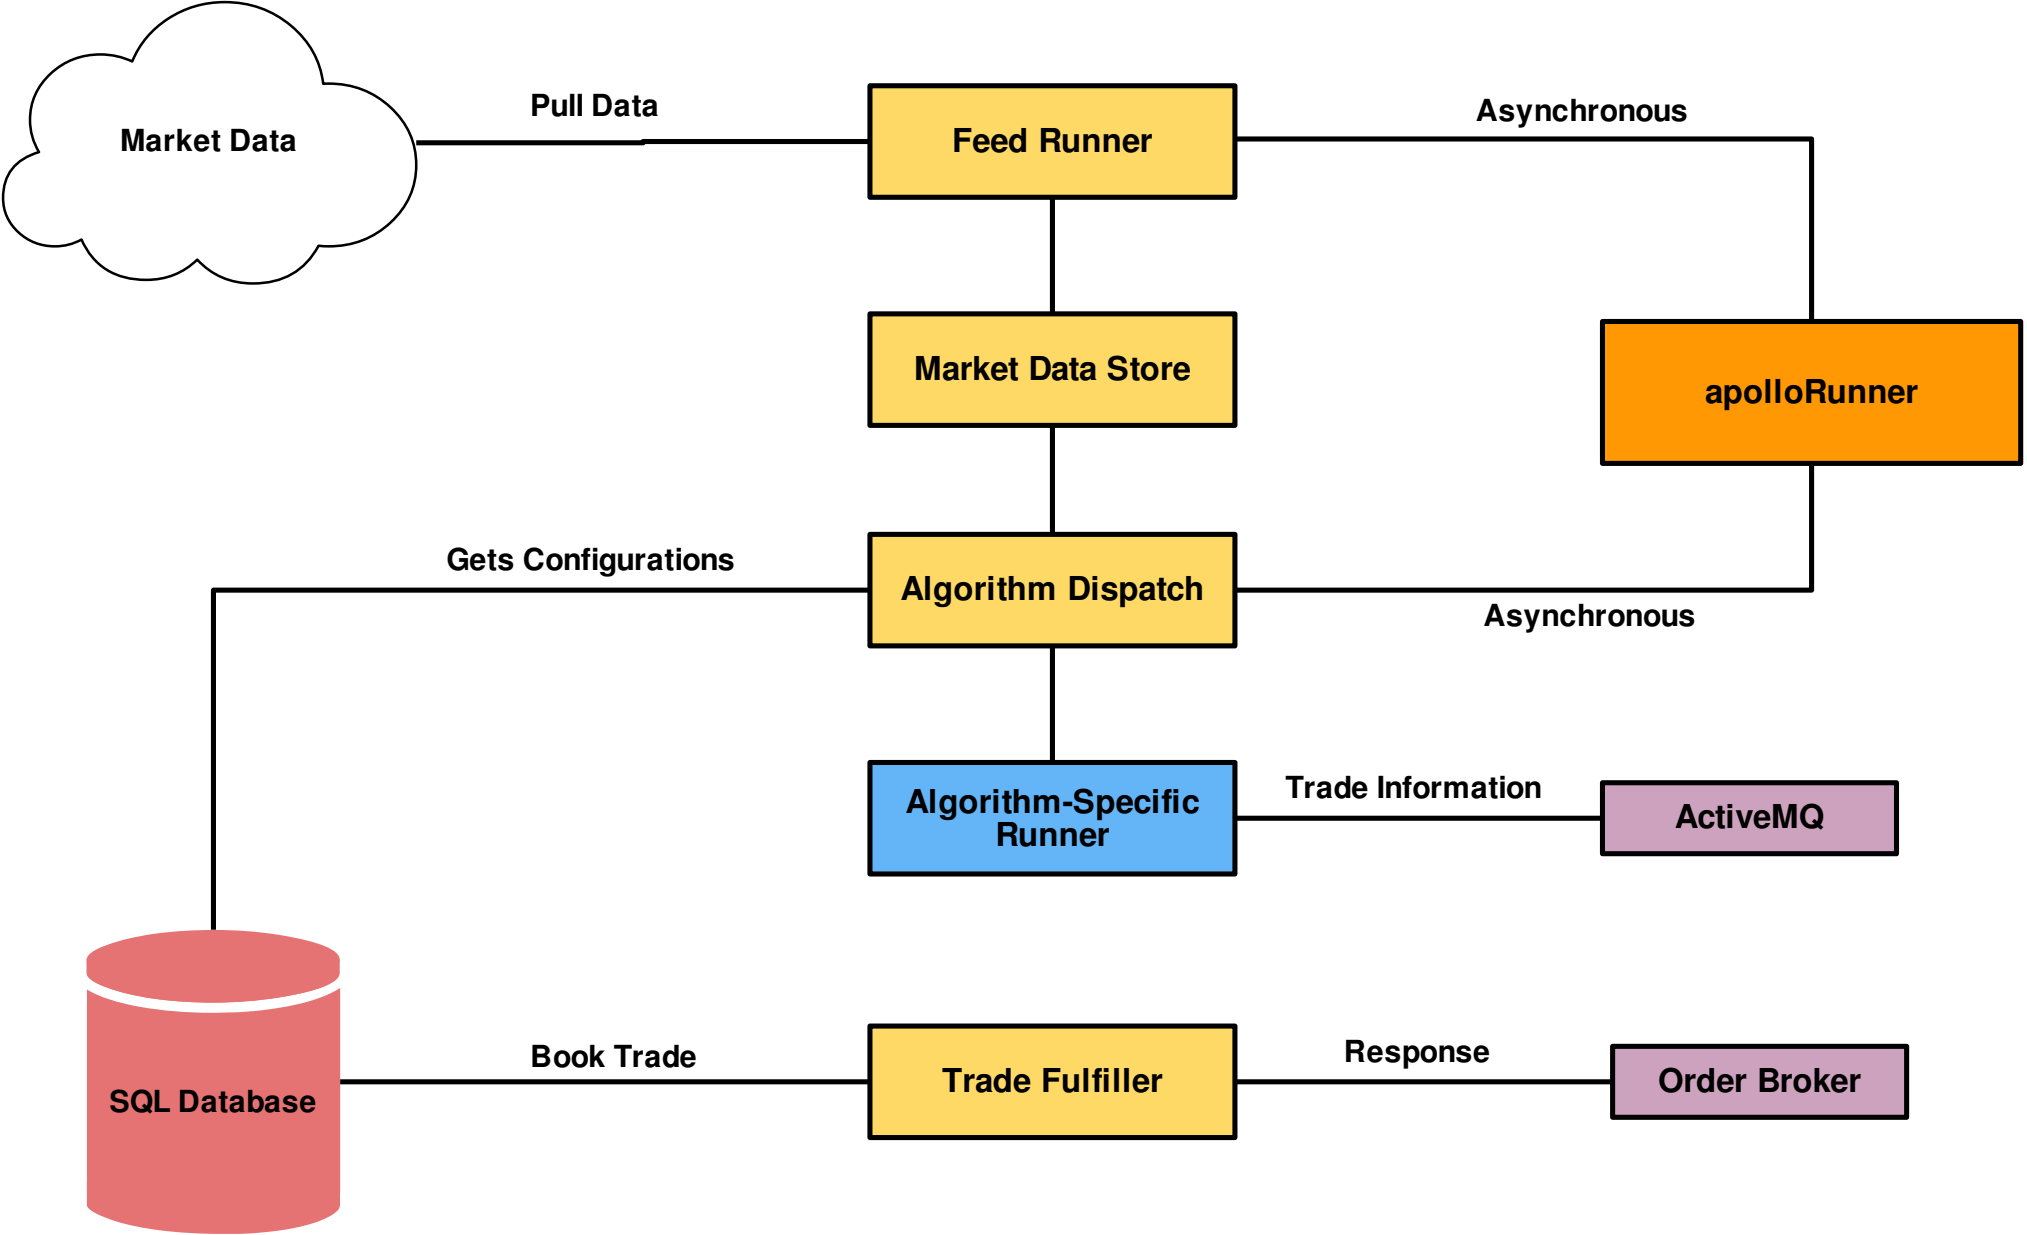 Market Data
Pull Data
Feed Runner
Asynchronous
Market Data Store
apolloRunner
Gets Configurations
Algorithm Dispatch
Asynchronous
Algorithm-Specific
Runner
Trade Information
ActiveMQ
SQL Database
Book Trade
Trade Fulfiller
Response
Order Broker